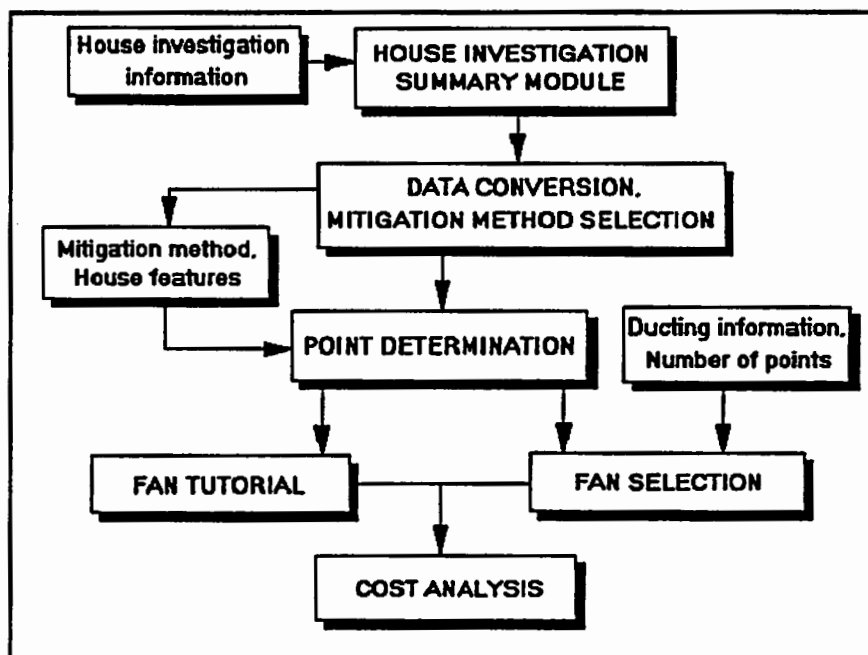 House investigation
information
HOUSE INVESTIGATION
SUMMARY MODULE
DATA CONVERSION,
MITIGATION METHOD SELECTION
Mitigation method,
House features
POINT DETERMINATION
Ducting information,
Number of points
FAN TUTORIAL
FAN SELECTION
COST ANALYSIS